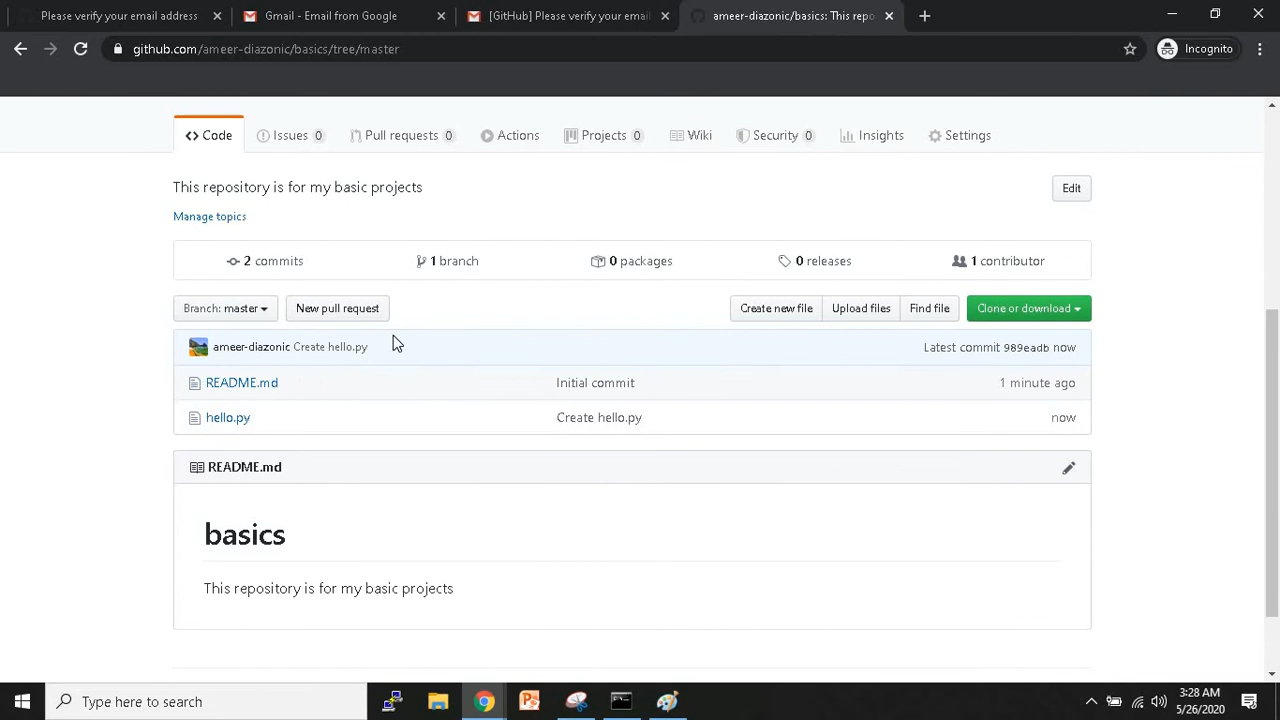 Please verify your email address
Gmail - Email from Google
[GitHub] Please verify your email
ameer-diazonic/basics: This repo
github.com/ameer-diazonic/basics/tree/master
Incognito
Code
Issues 0
Pull requests 0
Actions
Projects 0
Wiki
Security 0
Insights
Settings
This repository is for my basic projects
Edit
Manage topics
2 commits
1 branch
0 packages
0 releases
1 contributor
Branch: master
New pull request
Create new file
Upload files
Find file
Clone or download
ameer-diazonic Create hello.py
Latest commit 989eadb now
README.md
Initial commit
1 minute ago
hello.py
Create hello.py
now
README.md
basics
This repository is for my basic projects
Type here to search
3:28 AM
5/26/2020